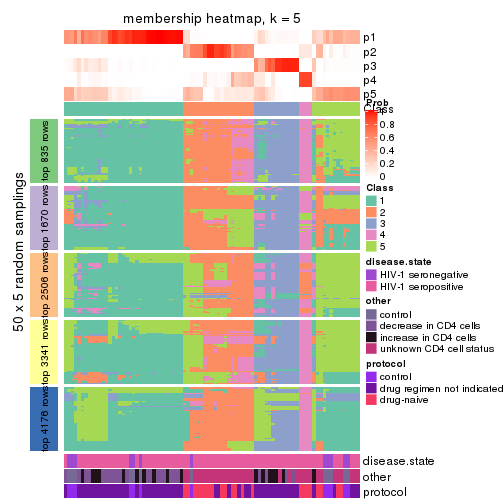 membership heatmap, k = 5
p1
p2
p3
p4
p5
Class
50 x 5 random samplings
top 835 rows
top 1670 rows
top 2506 rows
top 3341 rows
top 4176 rows
Prob
1
0.8
0.6
0.4
0.2
0
Class
1
2
3
4
5
disease.state
HIV-1 seronegative
HIV-1 seropositive
other
control
decrease in CD4 cells
increase in CD4 cells
unknown CD4 cell status
protocol
control
drug regimen not indicated
drug-naive
disease.state
other
protocol